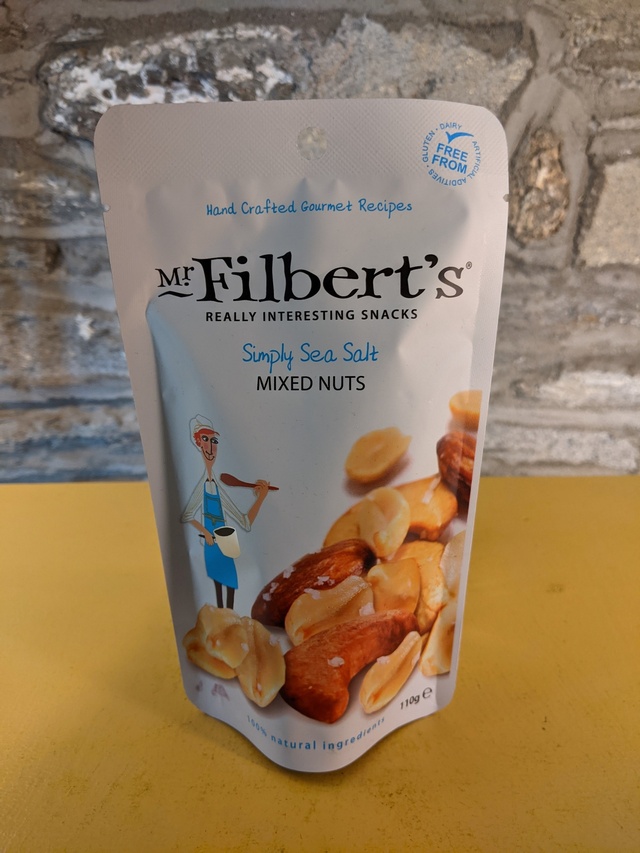 GLUTEN • DAIRY
FREE
FROM
ARTIFICIAL ADDITIVES •
Hand Crafted Gourmet Recipes
Mr Filbert's®
REALLY INTERESTING SNACKS
Simply Sea Salt
MIXED NUTS
110g ℮
100% natural ingredients